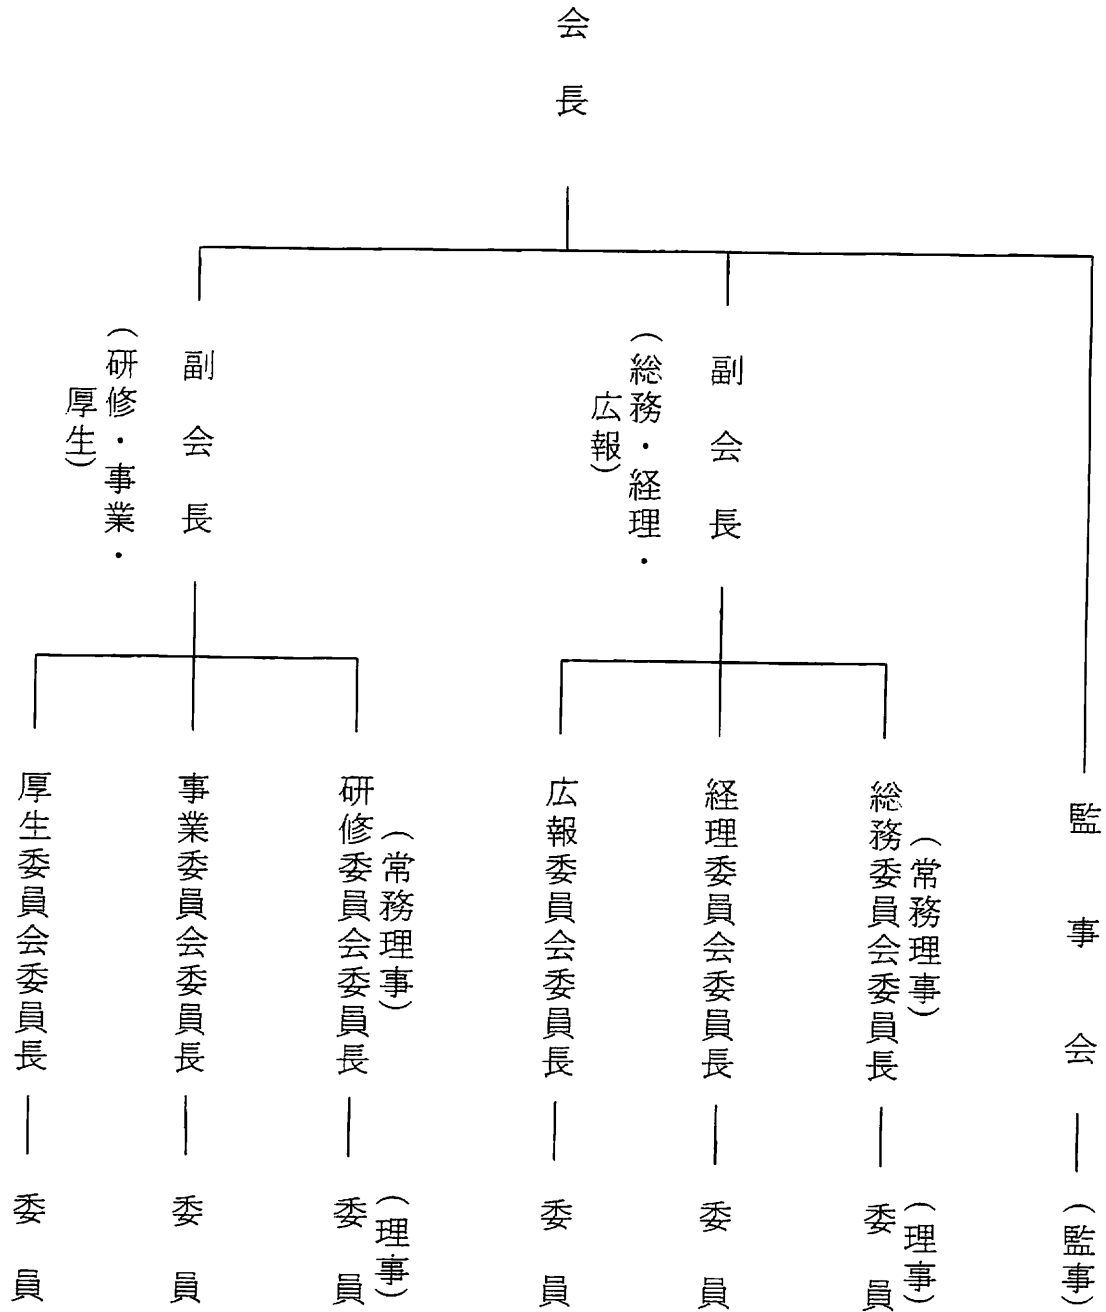 会長
監事会
（監事）
副会長
（総務・経理・
広報）
（常務理事）
総務委員会委員長
（理事）
委員
経理委員会委員長
委員
広報委員会委員長
委員
副会長
（研修・事業・
厚生）
（常務理事）
研修委員会委員長
（理事）
委員
事業委員会委員長
委員
厚生委員会委員長
委員